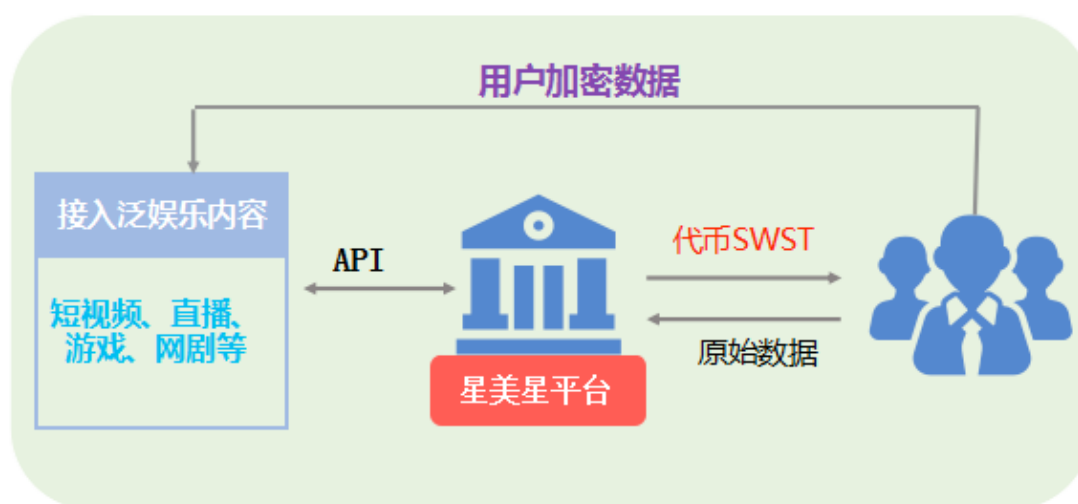 用户加密数据
接入泛娱乐内容
短视频、直播、
游戏、网剧等
API
星美星平台
代币SWST
原始数据